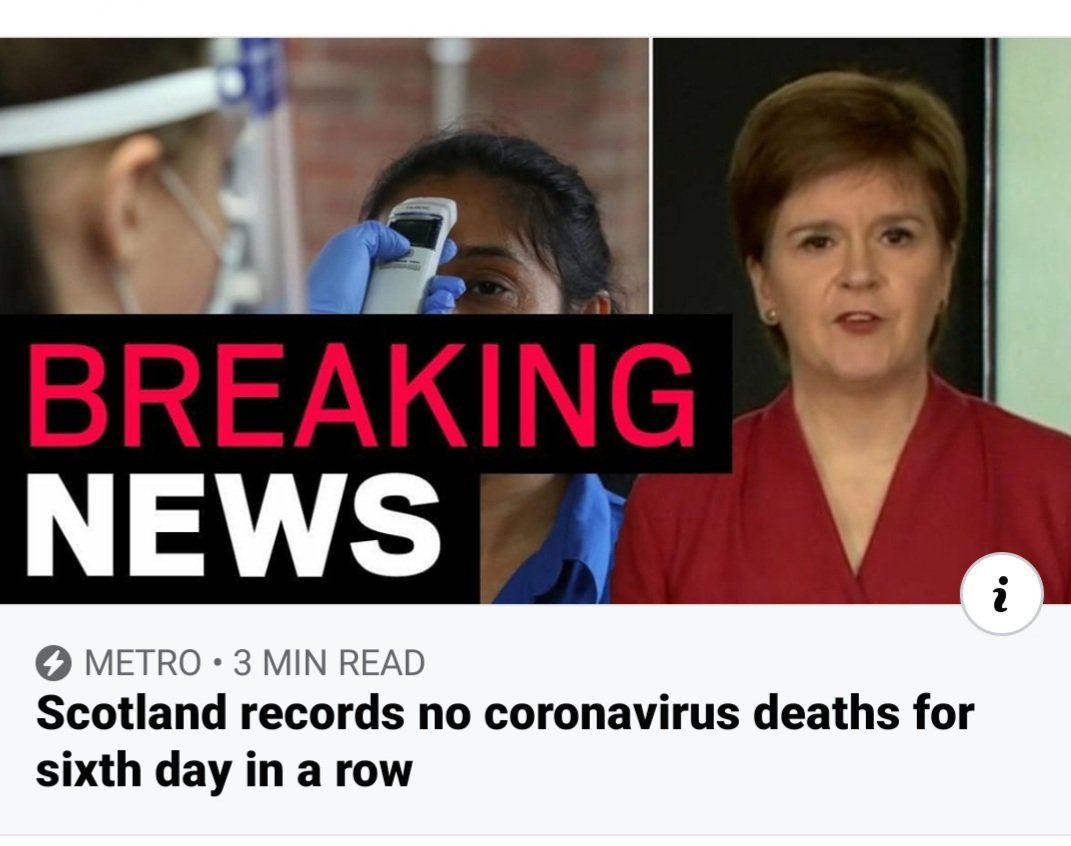 BREAKING
NEWS
i
METRO • 3 MIN READ
Scotland records no coronavirus deaths for
sixth day in a row